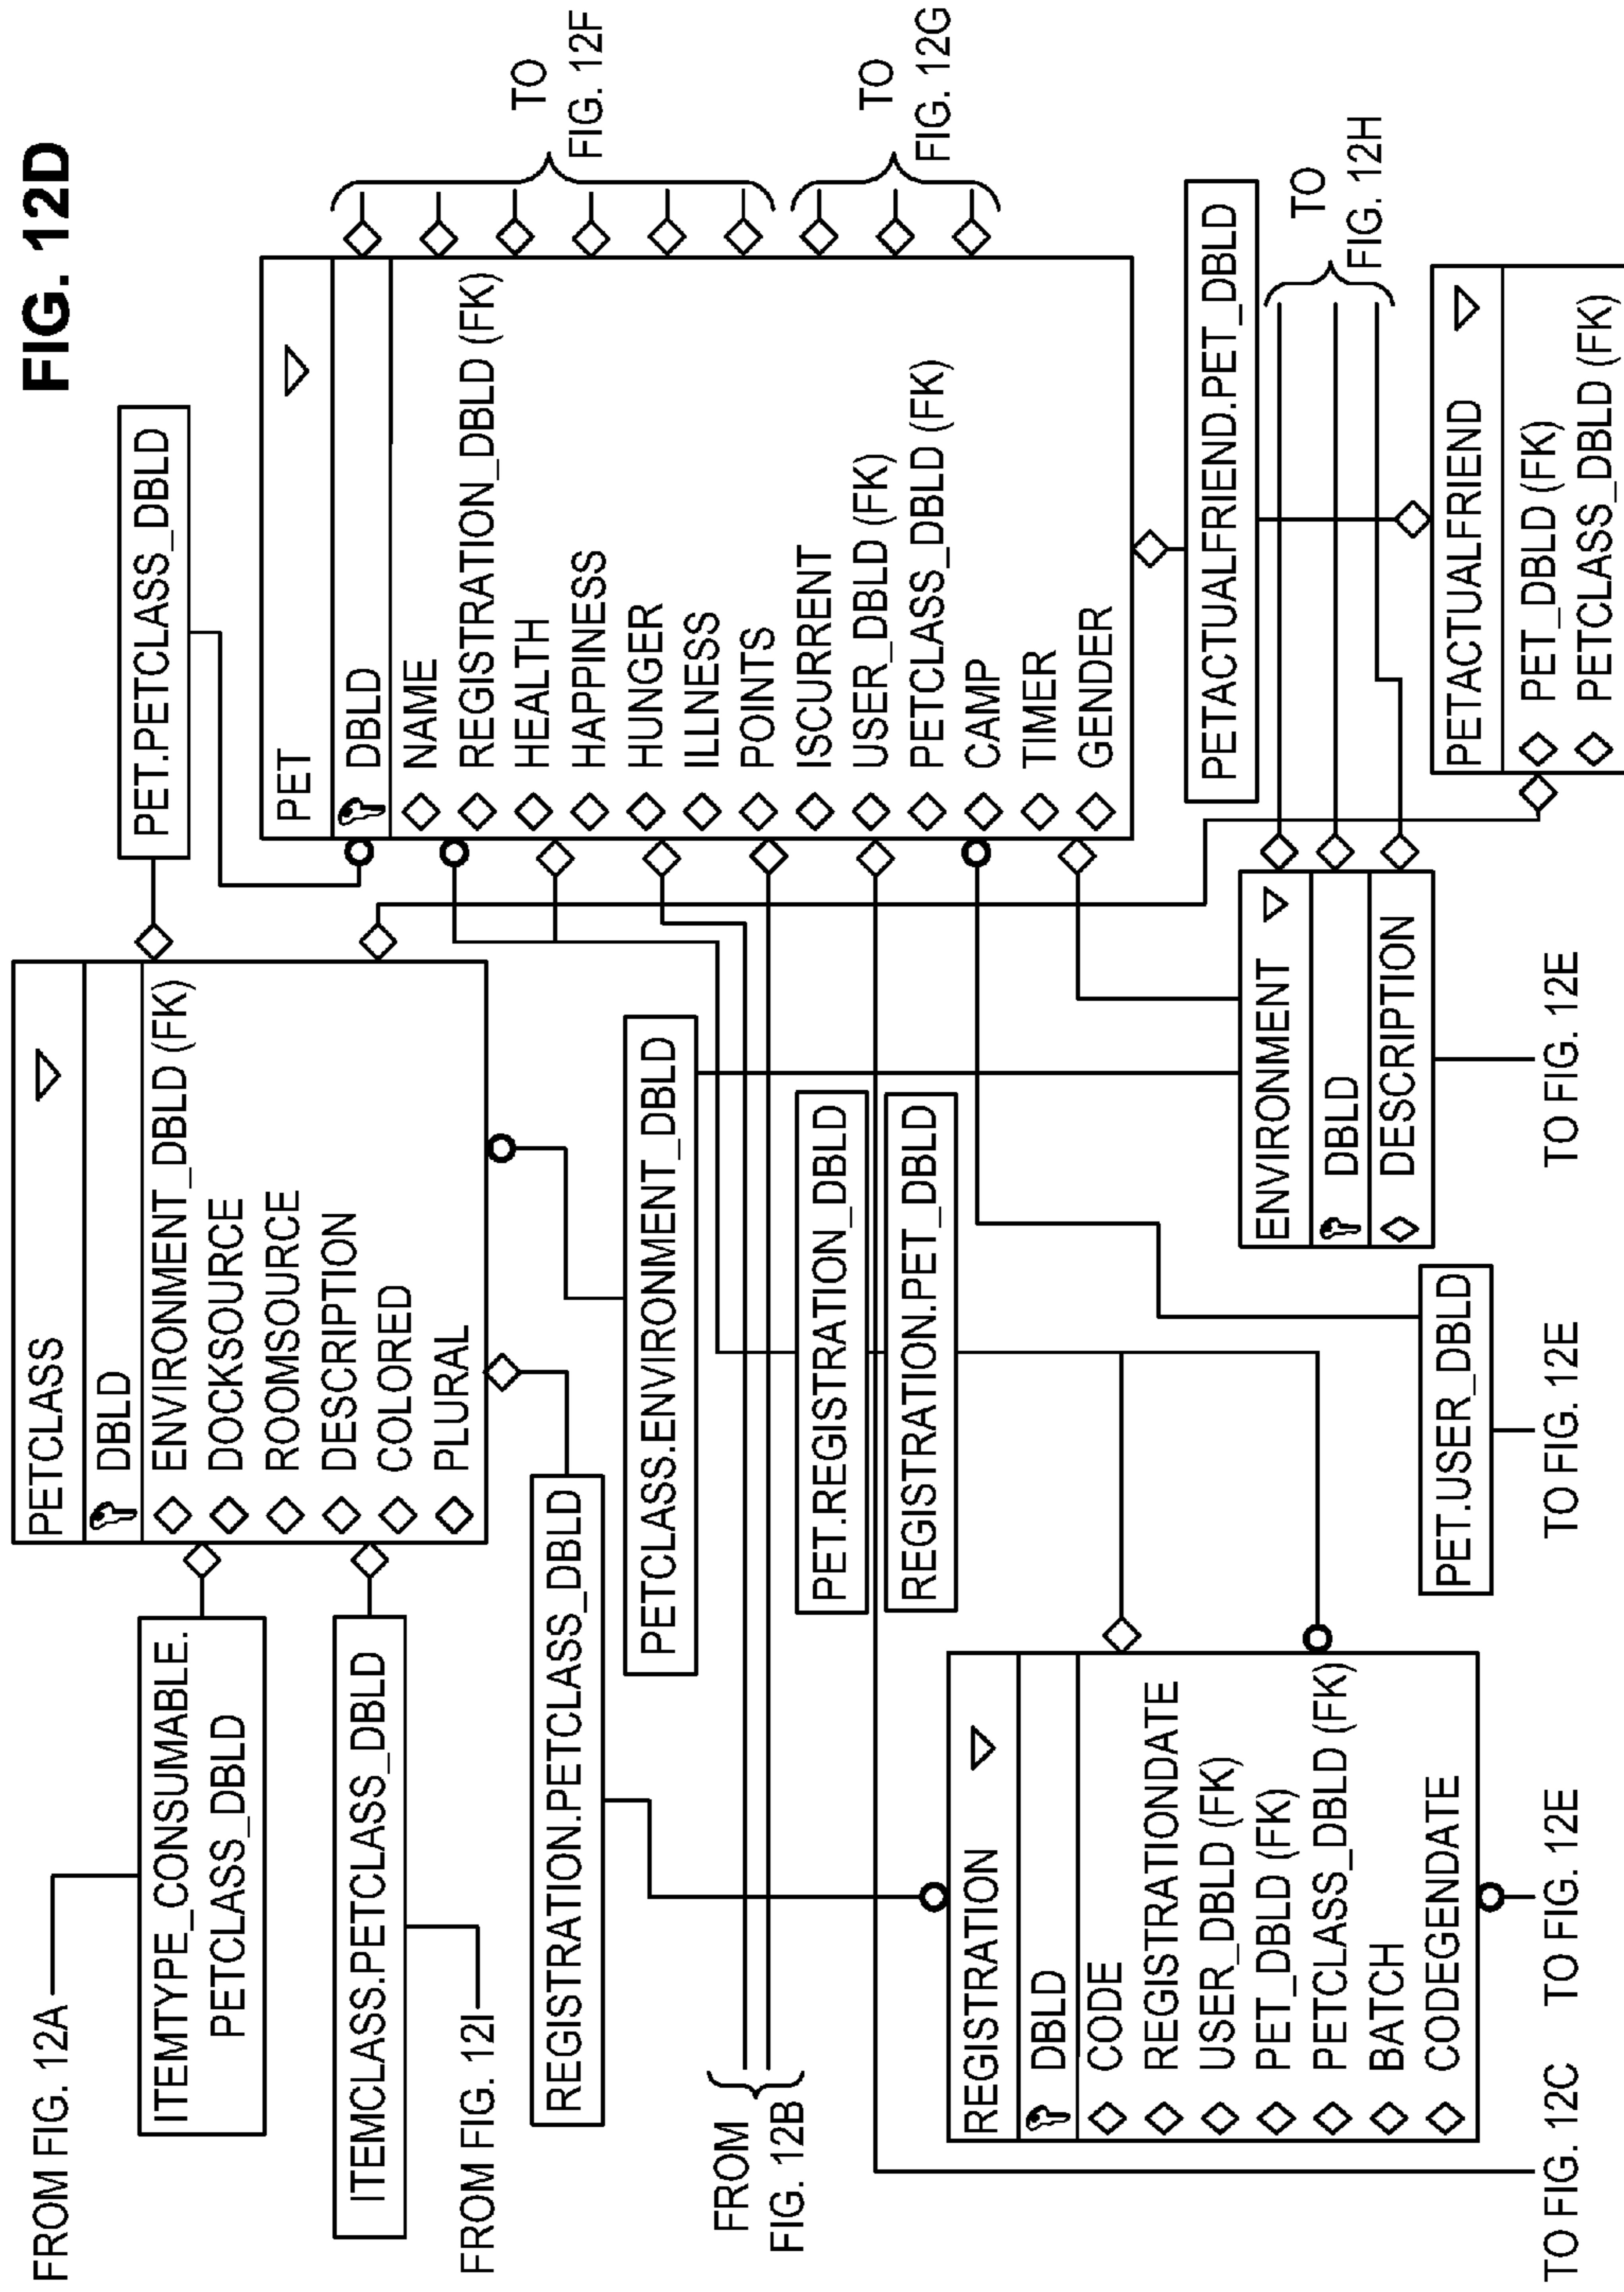 FIG. 12D
FROM FIG. 12A
ITEMTYPE_CONSUMABLE.
PETCLASS_DBLD
ITEMCLASS.PETCLASS_DBLD
FROM FIG. 12I
PETCLASS
DBLD
ENVIRONMENT_DBLD (FK)
DOCKSOURCE
ROOMSOURCE
DESCRIPTION
COLORED
PLURAL
PET.PETCLASS_DBLD
PET
DBLD
NAME
REGISTRATION_DBLD (FK)
HEALTH
HAPPINESS
HUNGER
ILLNESS
POINTS
ISCURRENT
USER_DBLD (FK)
PETCLASS_DBLD (FK)
CAMP
TIMER
GENDER
TO
FIG. 12F
TO
FIG. 12G
REGISTRATION.PETCLASS_DBLD
PETCLASS.ENVIRONMENT_DBLD
FROM
FIG. 12B
PET.REGISTRATION_DBLD
REGISTRATION.PET_DBLD
REGISTRATION
DBLD
CODE
REGISTRATIONDATE
USER_DBLD (FK)
PET_DBLD (FK)
PETCLASS_DBLD (FK)
BATCH
CODEGENDATE
ENVIRONMENT
DBLD
DESCRIPTION
PETACTUALFRIEND.PET_DBLD
TO
FIG. 12H
PETACTUALFRIEND
PET_DBLD (FK)
PETCLASS_DBLD (FK)
PET.USER_DBLD
TO FIG. 12C
TO FIG. 12E
TO FIG. 12E
TO FIG. 12E